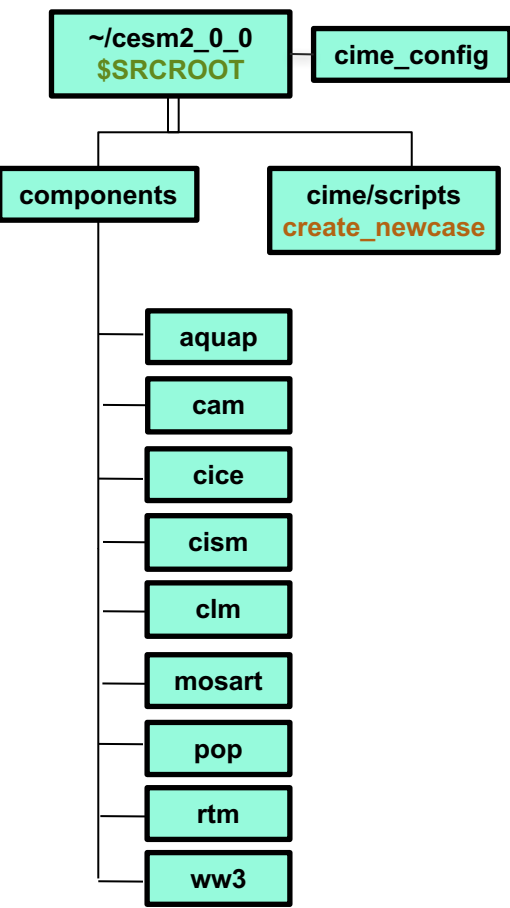 ~/cesm2_0_0
$SRCROOT
cime_config
components
cime/scripts
create_newcase
aquap
cam
cice
cism
clm
mosart
pop
rtm
ww3